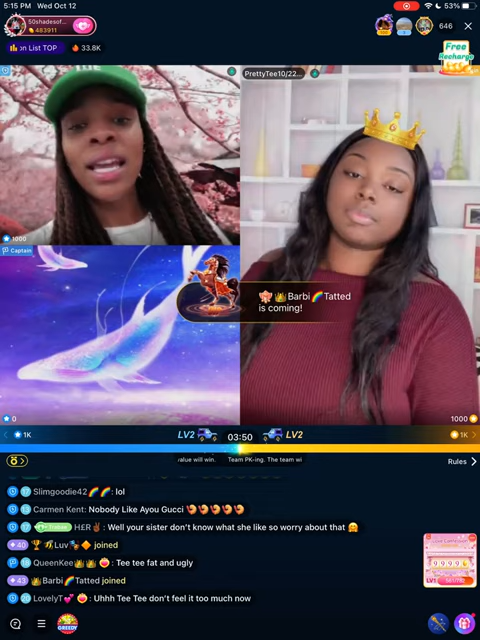 5:15 PM Wed Oct 12
53%
50shadesof...
483911
646
on List TOP
33.8K
Free
Recharge
PrettyTee10/22...
1000
Captain
Barbi Tatted
is coming!
0
1000
1K
LV2
03:50
LV2
1K
value will win. Team PK-ing. The team wi
Rules
Slimgoodie42: lol
Carmen Kent: Nobody Like Ayou Gucci
HER: Well your sister don't know what she like so worry about that
40 Luv joined
QueenKee: Tee tee fat and ugly
43 Barbi Tatted joined
LovelyT: Uhhh Tee Tee don't feel it too much now
LV1
GREEDY